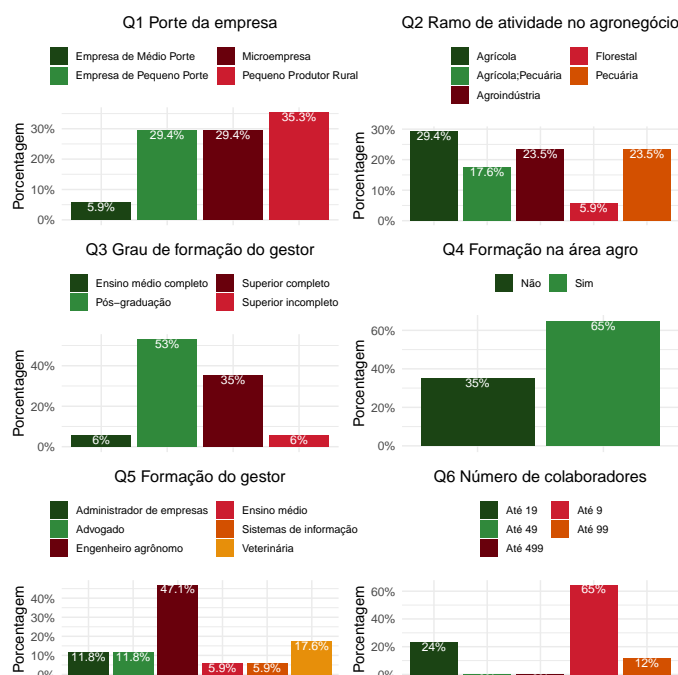 Q1 Porte da empresa
Empresa de Médio Porte
Microempresa
Empresa de Pequeno Porte
Pequeno Produtor Rural
Porcentagem
30%
20%
10%
0%
5.9%
29.4%
29.4%
35.3%
Q2 Ramo de atividade no agronegócio
Agrícola
Florestal
Agrícola;Pecuária
Pecuária
Agroindústria
Porcentagem
30%
20%
10%
0%
29.4%
17.6%
23.5%
5.9%
23.5%
Q3 Grau de formação do gestor
Ensino médio completo
Superior completo
Pós−graduação
Superior incompleto
Porcentagem
40%
20%
0%
6%
53%
35%
6%
Q4 Formação na área agro
Não
Sim
Porcentagem
60%
40%
20%
0%
35%
65%
Q5 Formação do gestor
Administrador de empresas
Ensino médio
Advogado
Sistemas de informação
Engenheiro agrônomo
Veterinária
Porcentagem
40%
30%
20%
10%
0%
11.8%
11.8%
47.1%
5.9%
5.9%
17.6%
Q6 Número de colaboradores
Até 19
Até 9
Até 49
Até 99
Até 499
Porcentagem
60%
40%
20%
0%
24%
65%
12%